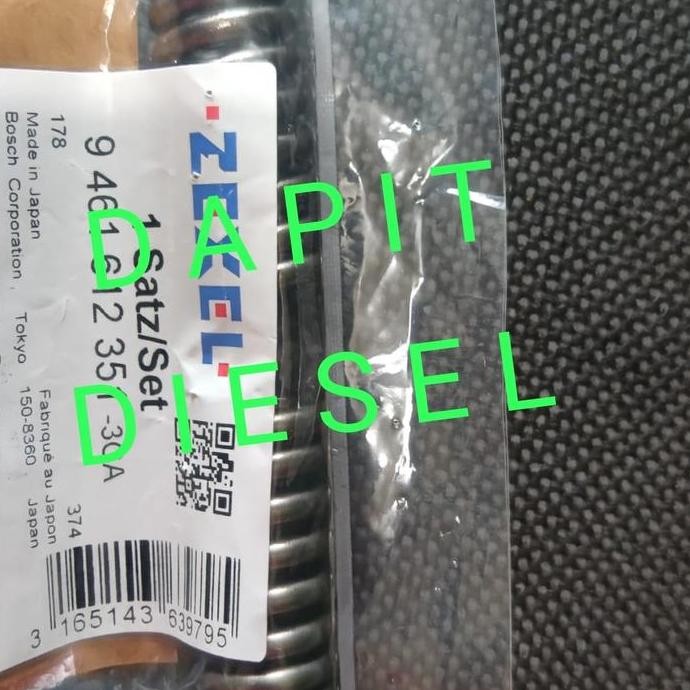 ZEXEL
1 Satz/Set
9 461 612 351-30A
178 374
Made in Japan Fabriqué au Japon
Bosch Corporation, Tokyo 150-8360 Japan
3 165143 639795
DAPIT
DIESEL